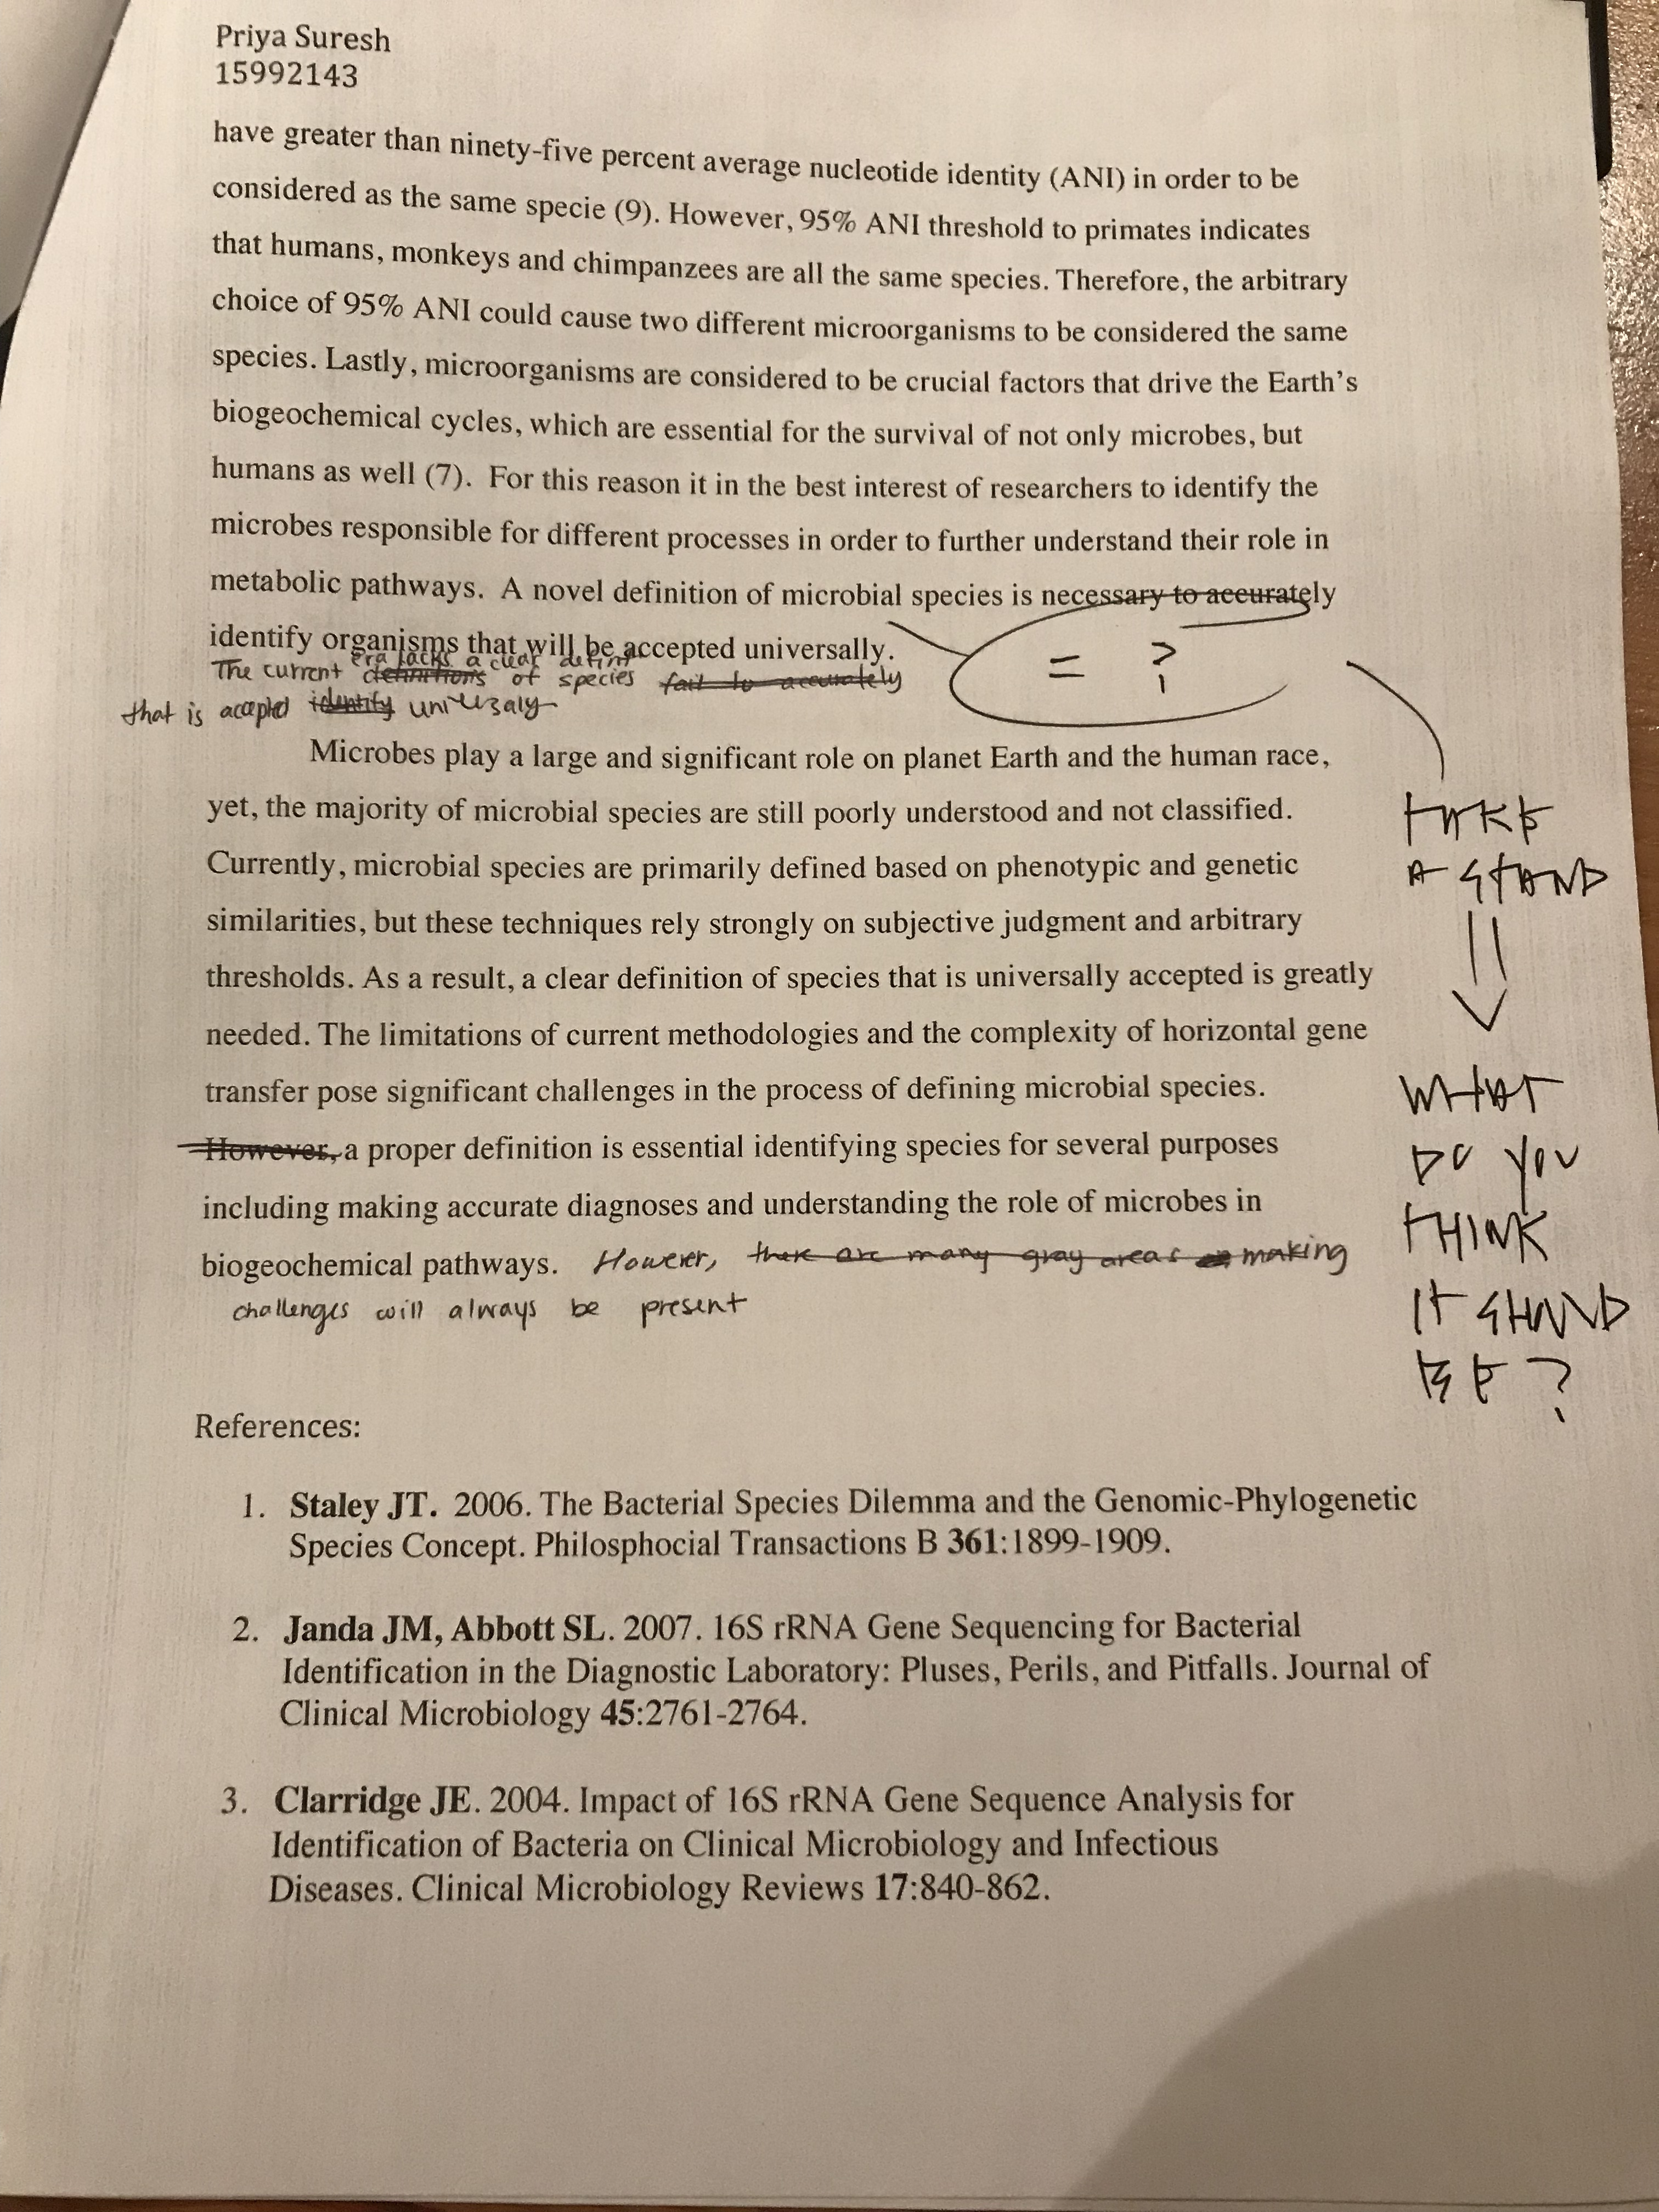 Priya Suresh
15992143
have greater than ninety-five percent average nucleotide identity (ANI) in order to be
considered as the same specie (9). However, 95% ANI threshold to primates indicates
that humans, monkeys and chimpanzees are all the same species. Therefore, the arbitrary
choice of 95% ANI could cause two different microorganisms to be considered the same
species. Lastly, microorganisms are considered to be crucial factors that drive the Earth's
biogeochemical cycles, which are essential for the survival of not only microbes, but
humans as well (7). For this reason it in the best interest of researchers to identify the
microbes responsible for different processes in order to further understand their role in
metabolic pathways. A novel definition of microbial species is necessary to accurately
identify organisms that will be accepted universally.
= ?
era lacks a clear
The current definitions of species fail to accurately
that is accepted identity
Microbes play a large and significant role on planet Earth and the human race,
yet, the majority of microbial species are still poorly understood and not classified.
Currently, microbial species are primarily defined based on phenotypic and genetic
similarities, but these techniques rely strongly on subjective judgment and arbitrary
thresholds. As a result, a clear definition of species that is universally accepted is greatly
needed. The limitations of current methodologies and the complexity of horizontal gene
transfer pose significant challenges in the process of defining microbial species.
However, a proper definition is essential identifying species for several purposes
including making accurate diagnoses and understanding the role of microbes in
biogeochemical pathways. However, there are many gray areas making
challenges will always be present
TAKE
A STAND
WHAT
DO YOU
THINK
IT SHOULD
BE ?
References:
1. Staley JT. 2006. The Bacterial Species Dilemma and the Genomic-Phylogenetic
Species Concept. Philosphocial Transactions B 361:1899-1909.
2. Janda JM, Abbott SL. 2007. 16S rRNA Gene Sequencing for Bacterial
Identification in the Diagnostic Laboratory: Pluses, Perils, and Pitfalls. Journal of
Clinical Microbiology 45:2761-2764.
3. Clarridge JE. 2004. Impact of 16S rRNA Gene Sequence Analysis for
Identification of Bacteria on Clinical Microbiology and Infectious
Diseases. Clinical Microbiology Reviews 17:840-862.